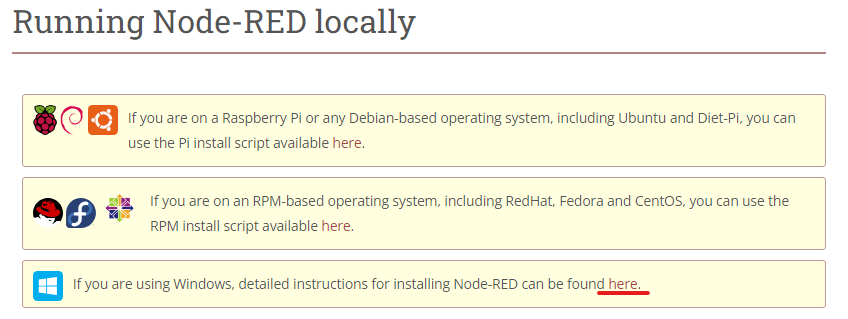 Running Node-RED locally
If you are on a Raspberry Pi or any Debian-based operating system, including Ubuntu and Diet-Pi, you can
use the Pi install script available here.
If you are on an RPM-based operating system, including RedHat, Fedora and CentOS, you can use the
RPM install script available here.
If you are using Windows, detailed instructions for installing Node-RED can be found here.